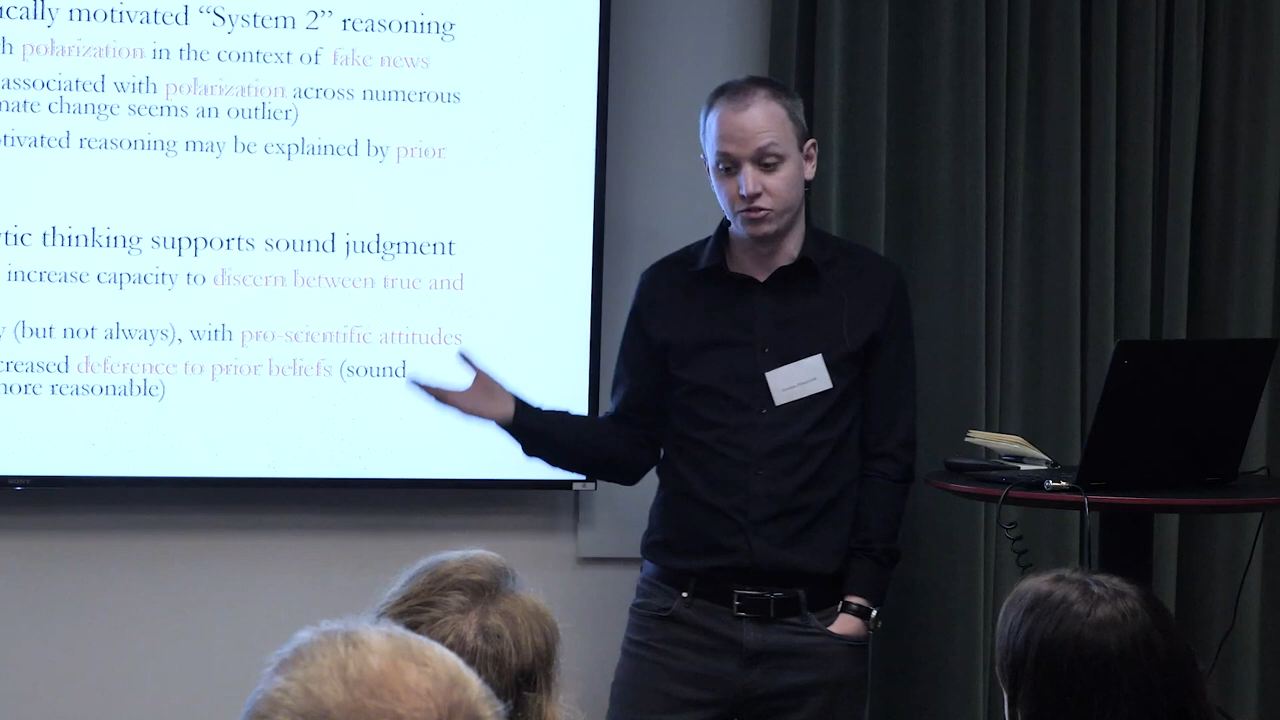 ically motivated “System 2” reasoning
h polarization in the context of fake news
associated with polarization across numerous
nate change seems an outlier)
tivated reasoning may be explained by prior
tic thinking supports sound judgment
increase capacity to discern between true and
y (but not always), with pro-scientific attitudes
creased deference to prior beliefs (sound
more reasonable)
SONY